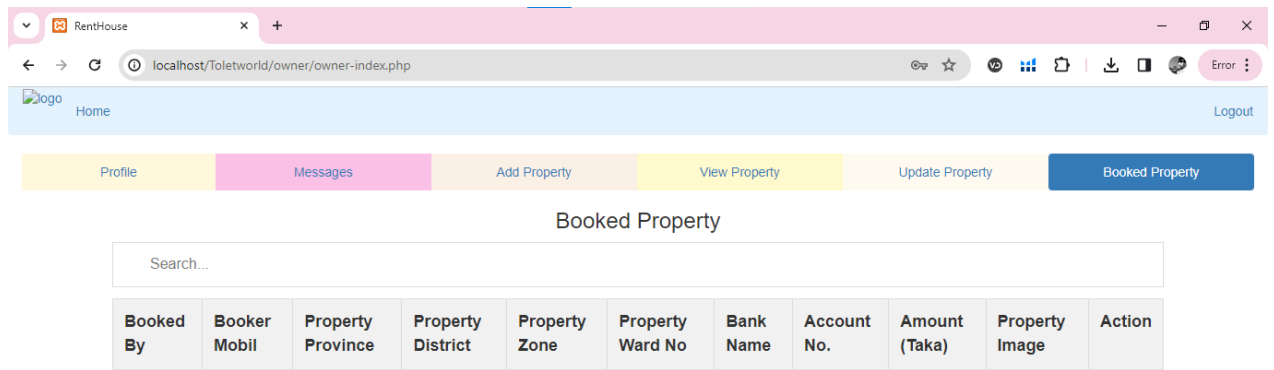 RentHouse
localhost/Toletworld/owner/owner-index.php
Error
logo
Home
Logout
Profile
Messages
Add Property
View Property
Update Property
Booked Property
Booked Property
Search...
Booked By
Booker Mobil
Property Province
Property District
Property Zone
Property Ward No
Bank Name
Account No.
Amount (Taka)
Property Image
Action